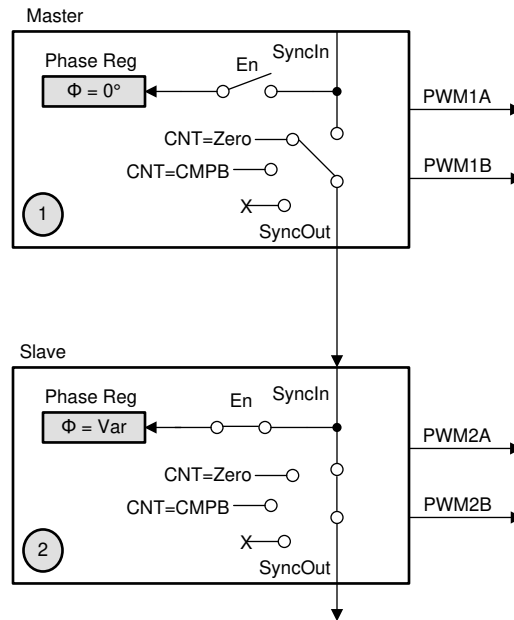 Master
SyncIn
Phase Reg
En
Φ = 0°
PWM1A
CNT=Zero
CNT=CMPB
PWM1B
X
1
SyncOut
Slave
SyncIn
Phase Reg
En
Φ = Var
PWM2A
CNT=Zero
CNT=CMPB
PWM2B
X
2
SyncOut